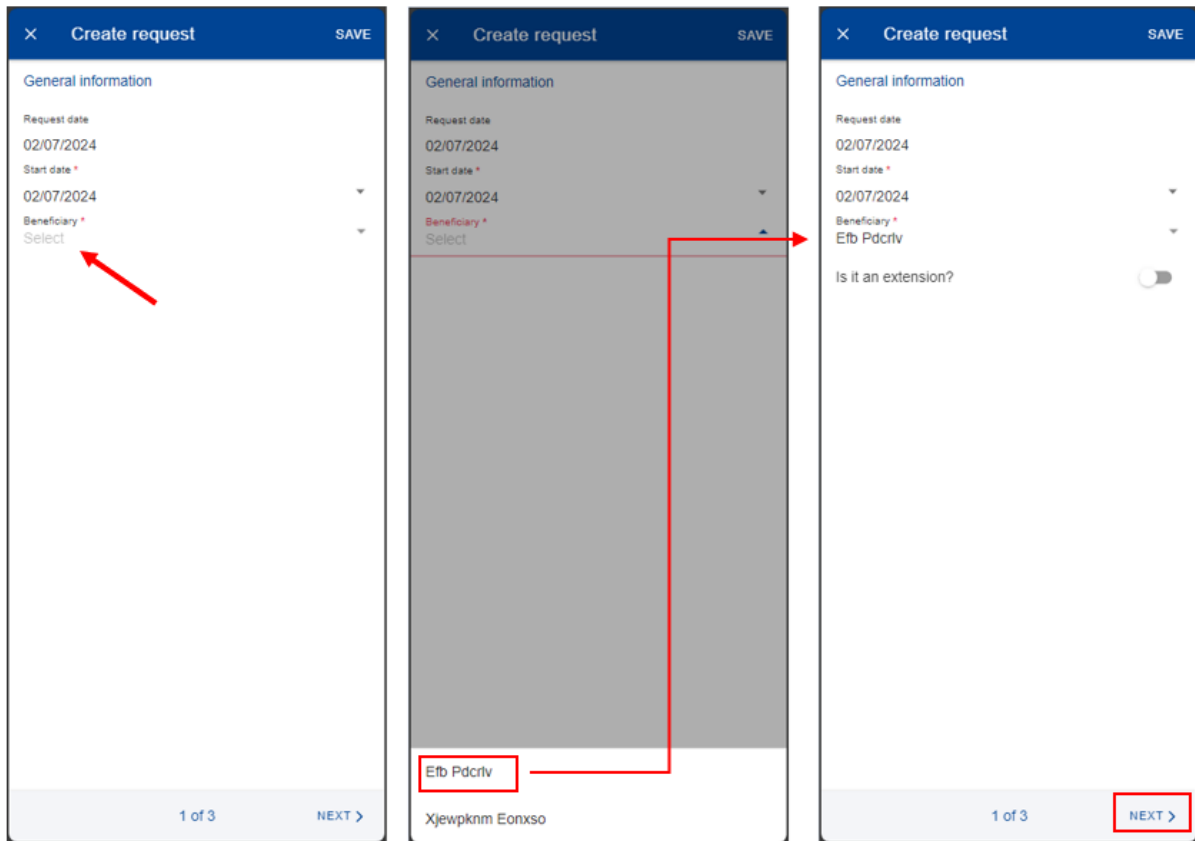 × Create request SAVE
General information
Request date
02/07/2024
Start date *
02/07/2024
Beneficiary *
Select
1 of 3 NEXT >
× Create request SAVE
General information
Request date
02/07/2024
Start date *
02/07/2024
Beneficiary *
Select
Efb Pdcrlv
Xjewpknm Eonxso
× Create request SAVE
General information
Request date
02/07/2024
Start date *
02/07/2024
Beneficiary *
Efb Pdcrlv
Is it an extension?
1 of 3 NEXT >